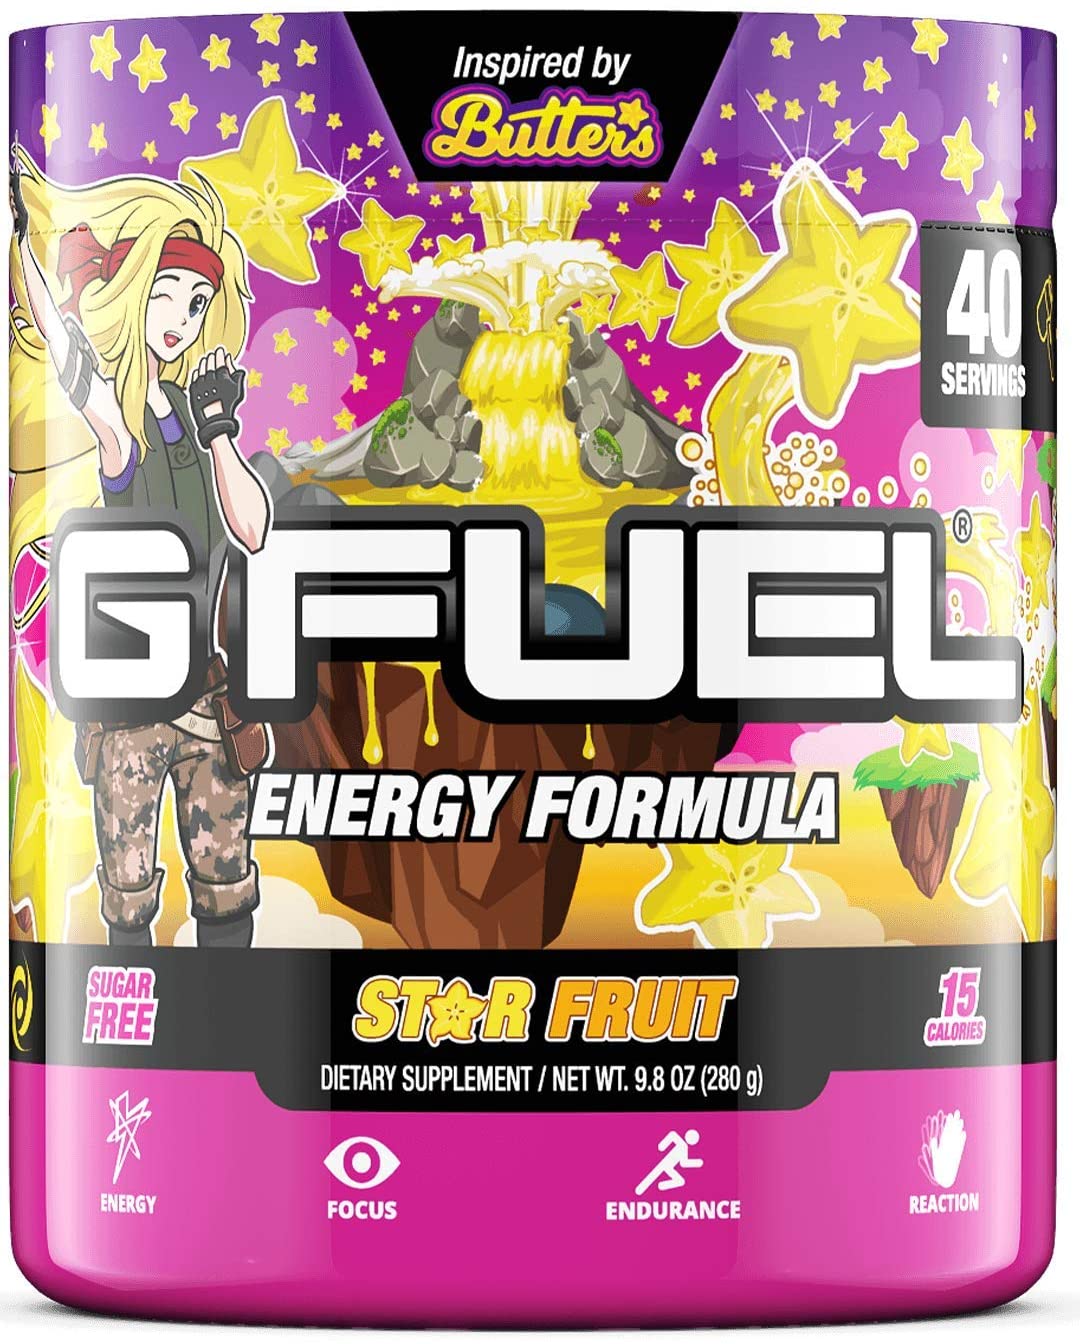 Inspired by
Butters
40
SERVINGS
G FUEL®
ENERGY FORMULA
SUGAR
FREE
STAR FRUIT
15
CALORIES
DIETARY SUPPLEMENT / NET WT. 9.8 OZ (280 g)
ENERGY
FOCUS
ENDURANCE
REACTION